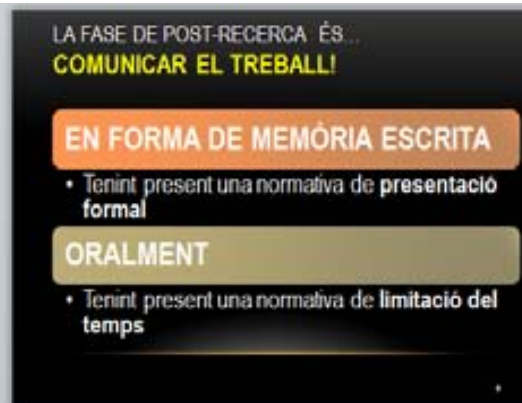 LA FASE DE POST-RECERCA ÉS...
COMUNICAR EL TREBALL!
EN FORMA DE MEMÓRIA ESCRITA
• Tenint present una normativa de presentació
formal
ORALMENT
• Tenint present una normativa de limitació del
temps